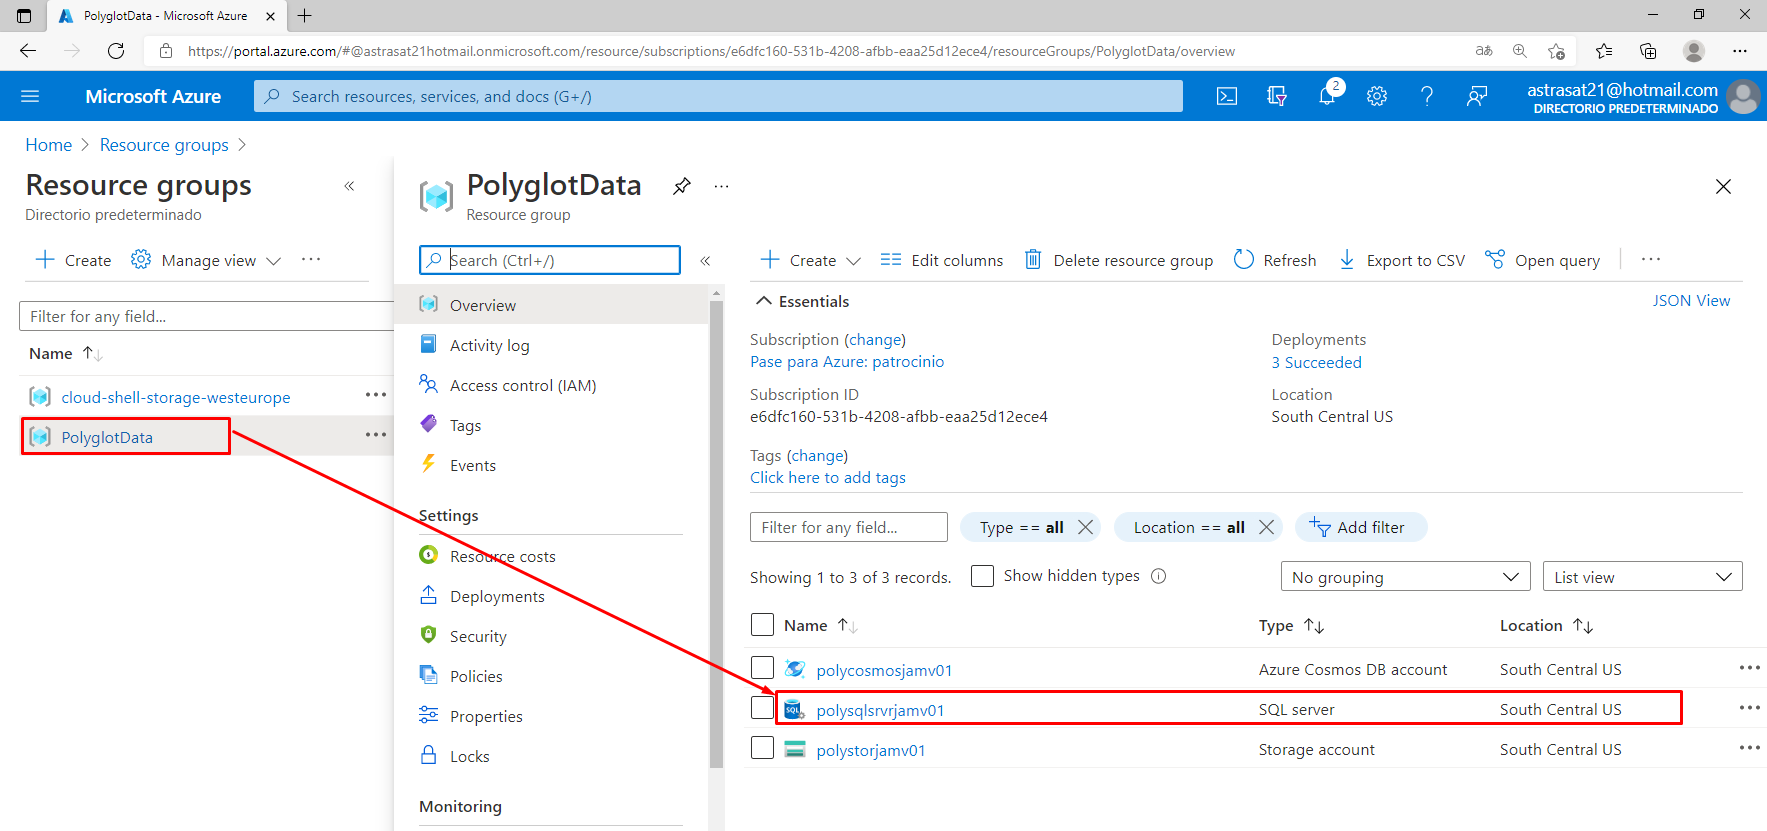 PolyglotData - Microsoft Azure
https://portal.azure.com/#@astrasat21hotmail.onmicrosoft.com/resource/subscriptions/e6dfc160-531b-4208-afbb-eaa25d12ece4/resourceGroups/PolyglotData/overview
aあ
Microsoft Azure
Search resources, services, and docs (G+/)
2
astrasat21@hotmail.com
DIRECTORIO PREDETERMINADO
Home > Resource groups >
Resource groups
Directorio predeterminado
Create
Manage view
Filter for any field...
Name
cloud-shell-storage-westeurope
PolyglotData
PolyglotData
Resource group
Search (Ctrl+/)
Overview
Activity log
Access control (IAM)
Tags
Events
Settings
Resource costs
Deployments
Security
Policies
Properties
Locks
Monitoring
Create
Edit columns
Delete resource group
Refresh
Export to CSV
Open query
Essentials
JSON View
Subscription (change)
Pase para Azure: patrocinio
Deployments
3 Succeeded
Subscription ID
e6dfc160-531b-4208-afbb-eaa25d12ece4
Location
South Central US
Tags (change)
Click here to add tags
Filter for any field...
Type == all
Location == all
Add filter
Showing 1 to 3 of 3 records.
Show hidden types
No grouping
List view
Name Type Location
polycosmosjamv01 Azure Cosmos DB account South Central US
SQL
polysqlsrvrjamv01 SQL server South Central US
polystorjamv01 Storage account South Central US